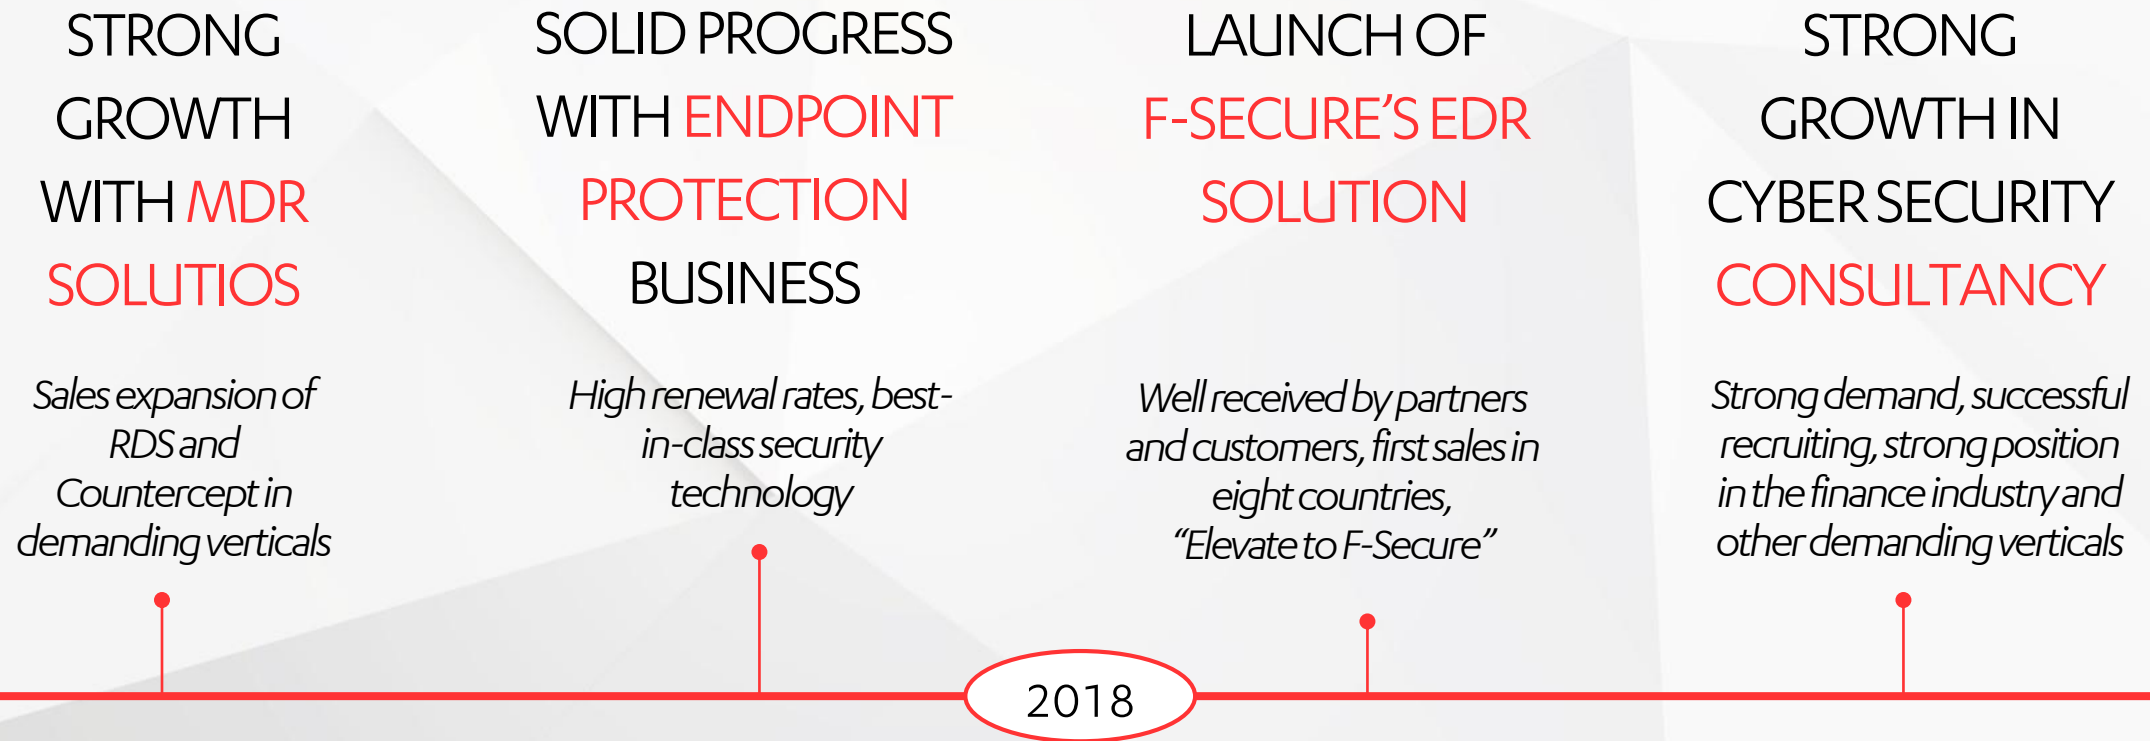 STRONG
GROWTH
WITH MDR
SOLUTIOS
Sales expansion of
RDS and
Countercept in
demanding verticals
SOLID PROGRESS
WITH ENDPOINT
PROTECTION
BUSINESS
High renewal rates, best-
in-class security
technology
LAUNCH OF
F-SECURE’S EDR
SOLUTION
Well received by partners
and customers, first sales in
eight countries,
“Elevate to F-Secure”
STRONG
GROWTH IN
CYBER SECURITY
CONSULTANCY
Strong demand, successful
recruiting, strong position
in the finance industry and
other demanding verticals
2018